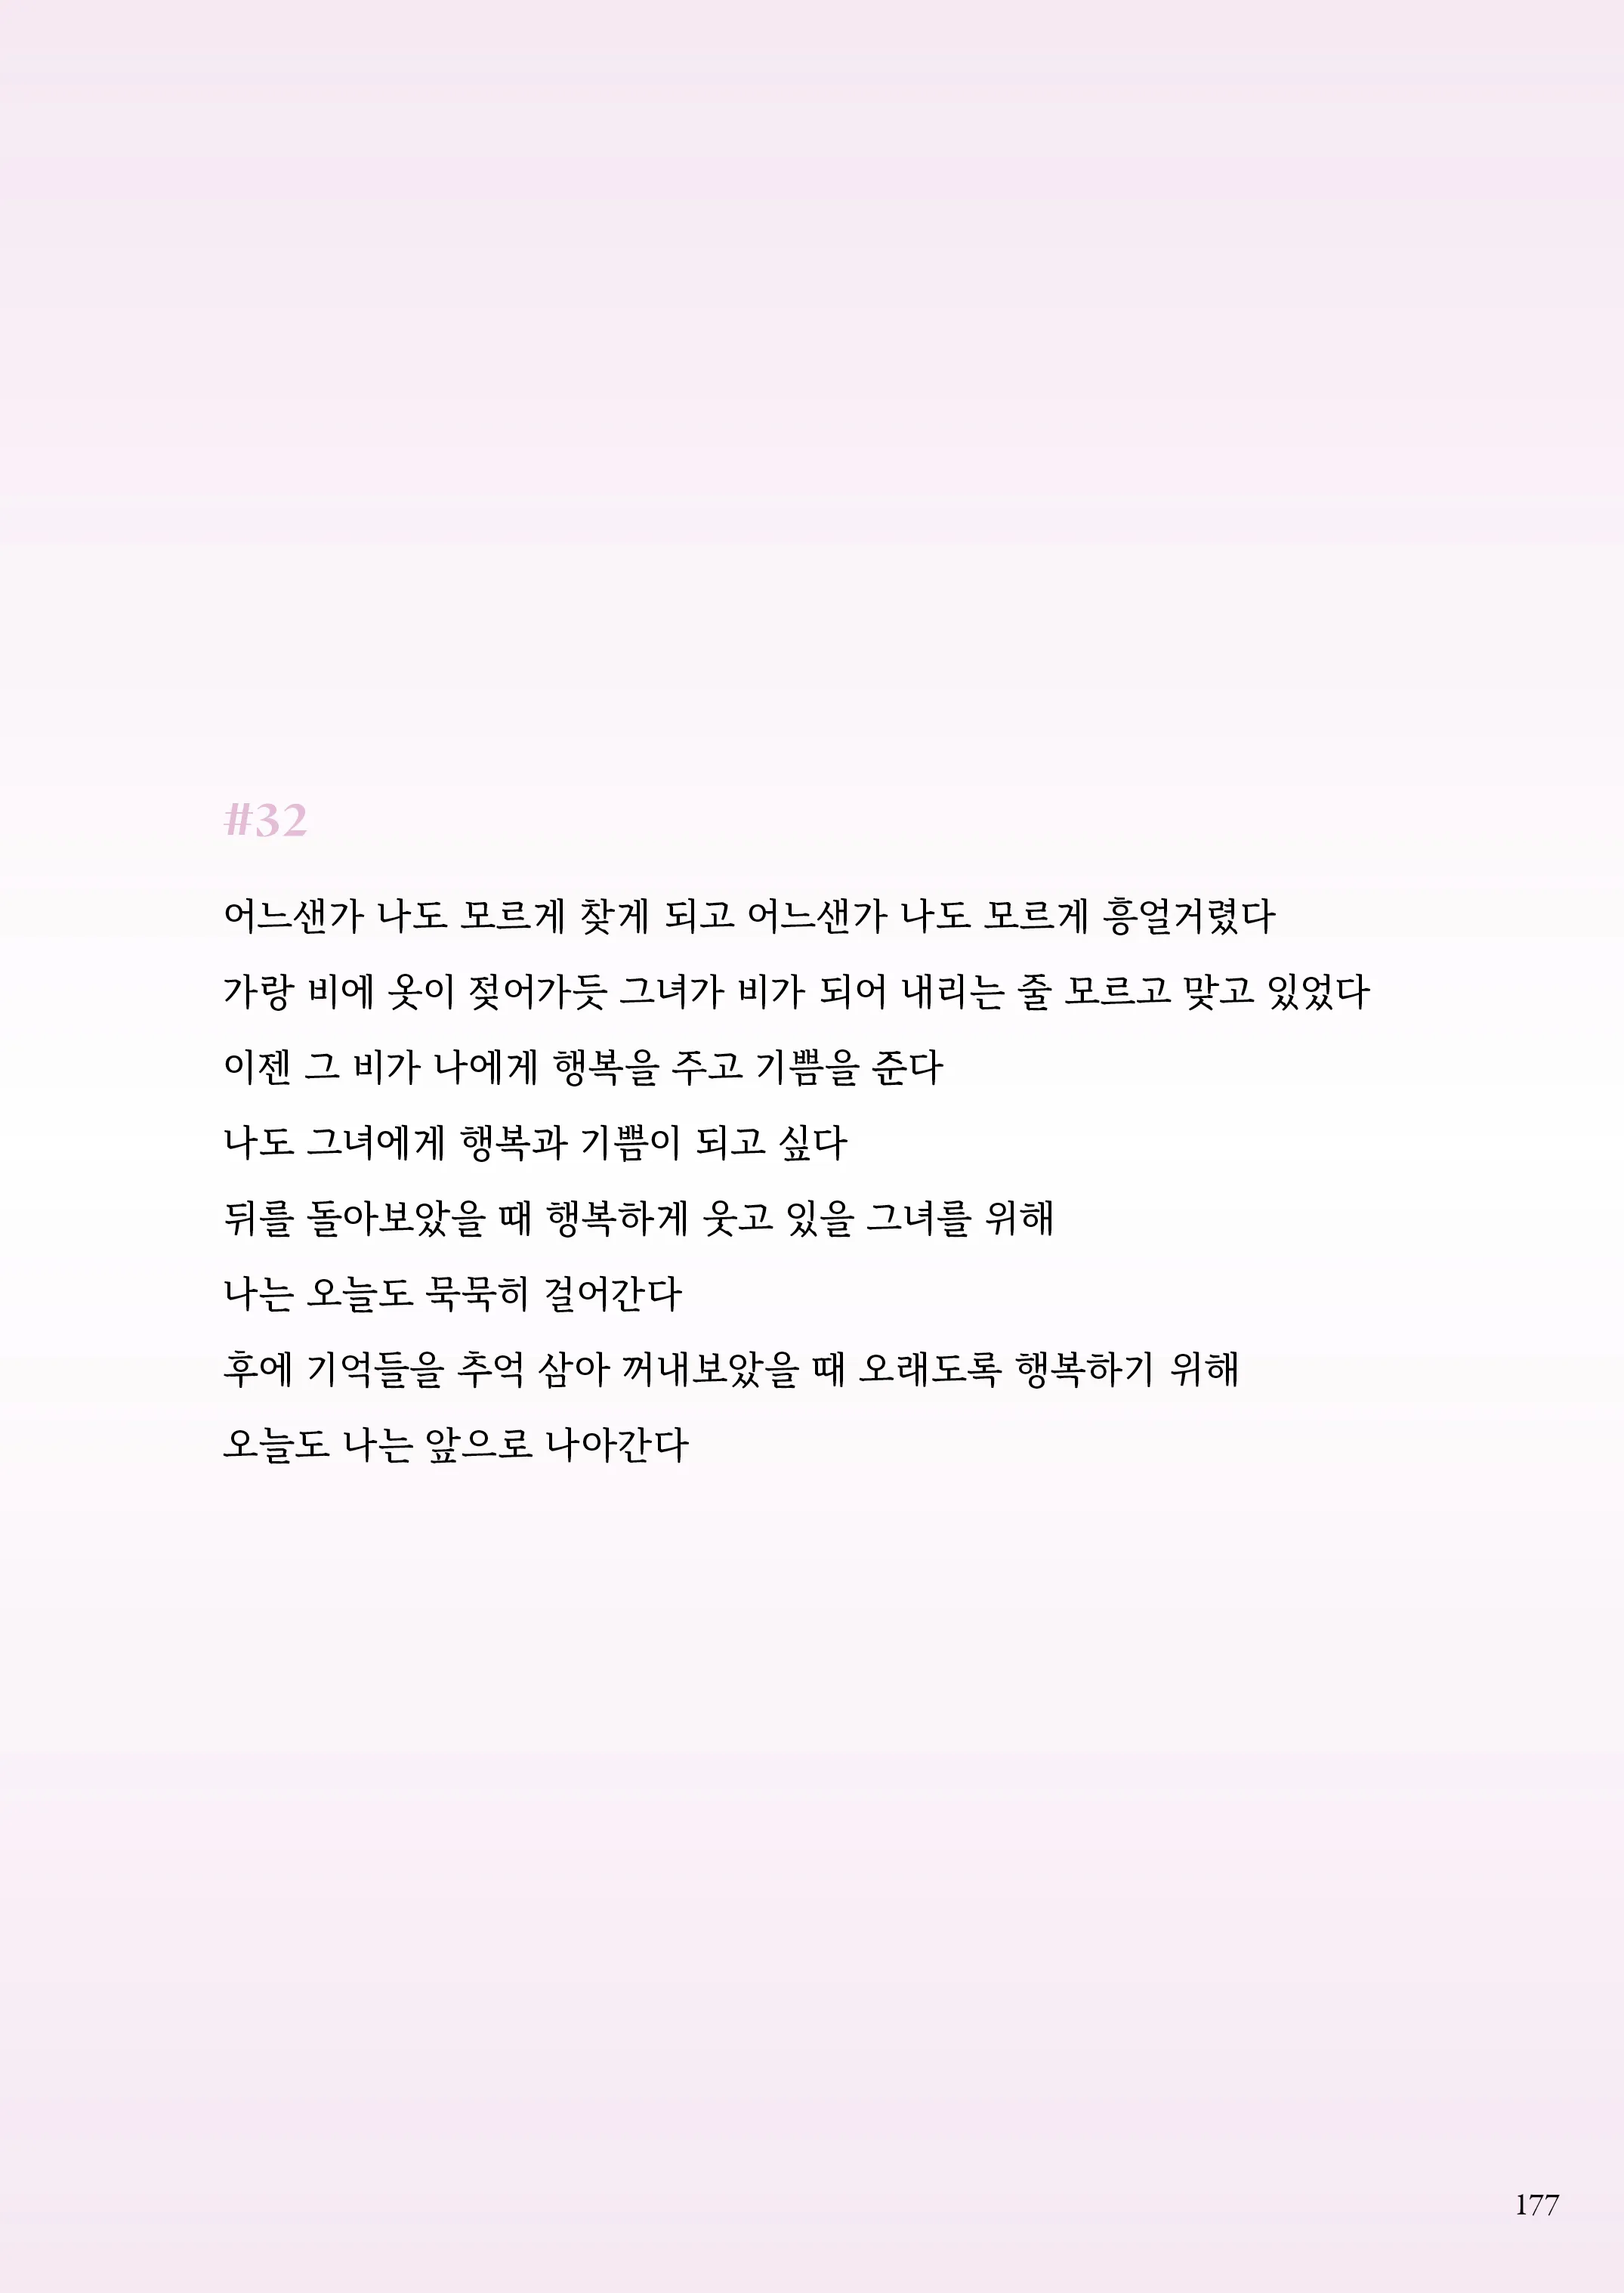 #32
어느샌가 나도 모르게 찾게 되고 어느샌가 나도 모르게 흥얼거렸다
가랑 비에 옷이 젖어가듯 그녀가 비가 되어 내리는 줄 모르고 맞고 있었다
이젠 그 비가 나에게 행복을 주고 기쁨을 준다
나도 그녀에게 행복과 기쁨이 되고 싶다
뒤를 돌아보았을 때 행복하게 웃고 있을 그녀를 위해
나는 오늘도 묵묵히 걸어간다
후에 기억들을 추억 삼아 꺼내보았을 때 오래도록 행복하기 위해
오늘도 나는 앞으로 나아간다
177